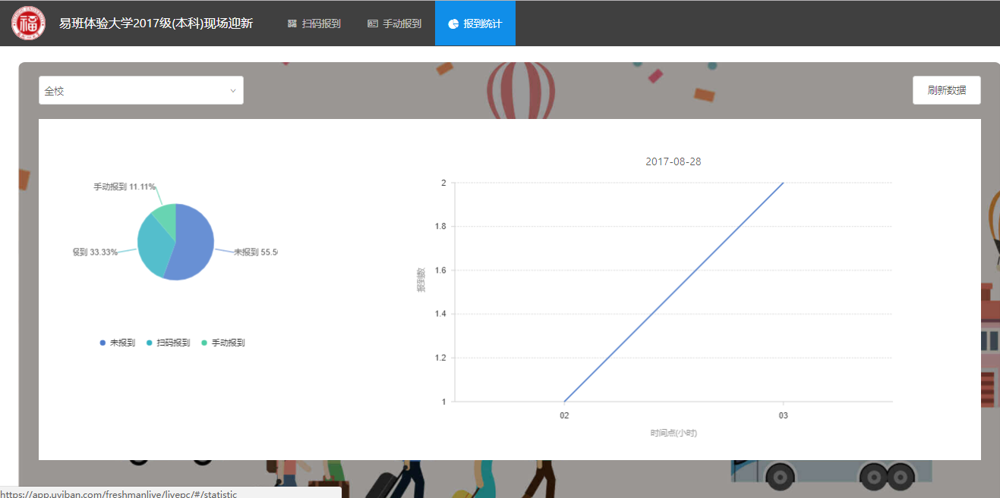 福
易班体验大学2017级(本科)现场迎新
扫码报到
手动报到
报到统计
全校
刷新数据
手动报到 11.11%
报到 33.33%
未报到 55.5
未报到
扫码报到
手动报到
2017-08-28
报到数
2
1.8
1.6
1.4
1.2
1
02
03
时间点(小时)
https://app.uyiban.com/freshmanlive/livepc/#/statistic